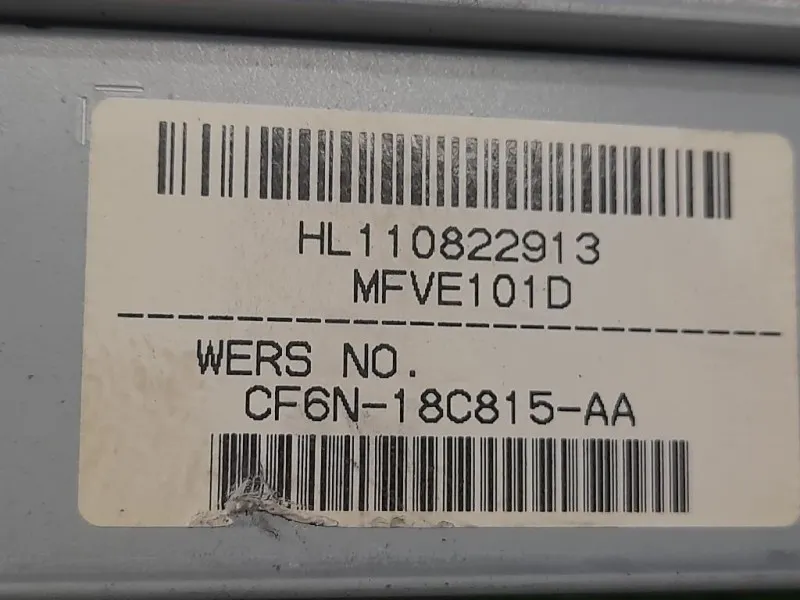 HL110822913
MFVE101D
WERS NO.
CF6N-18C815-AA